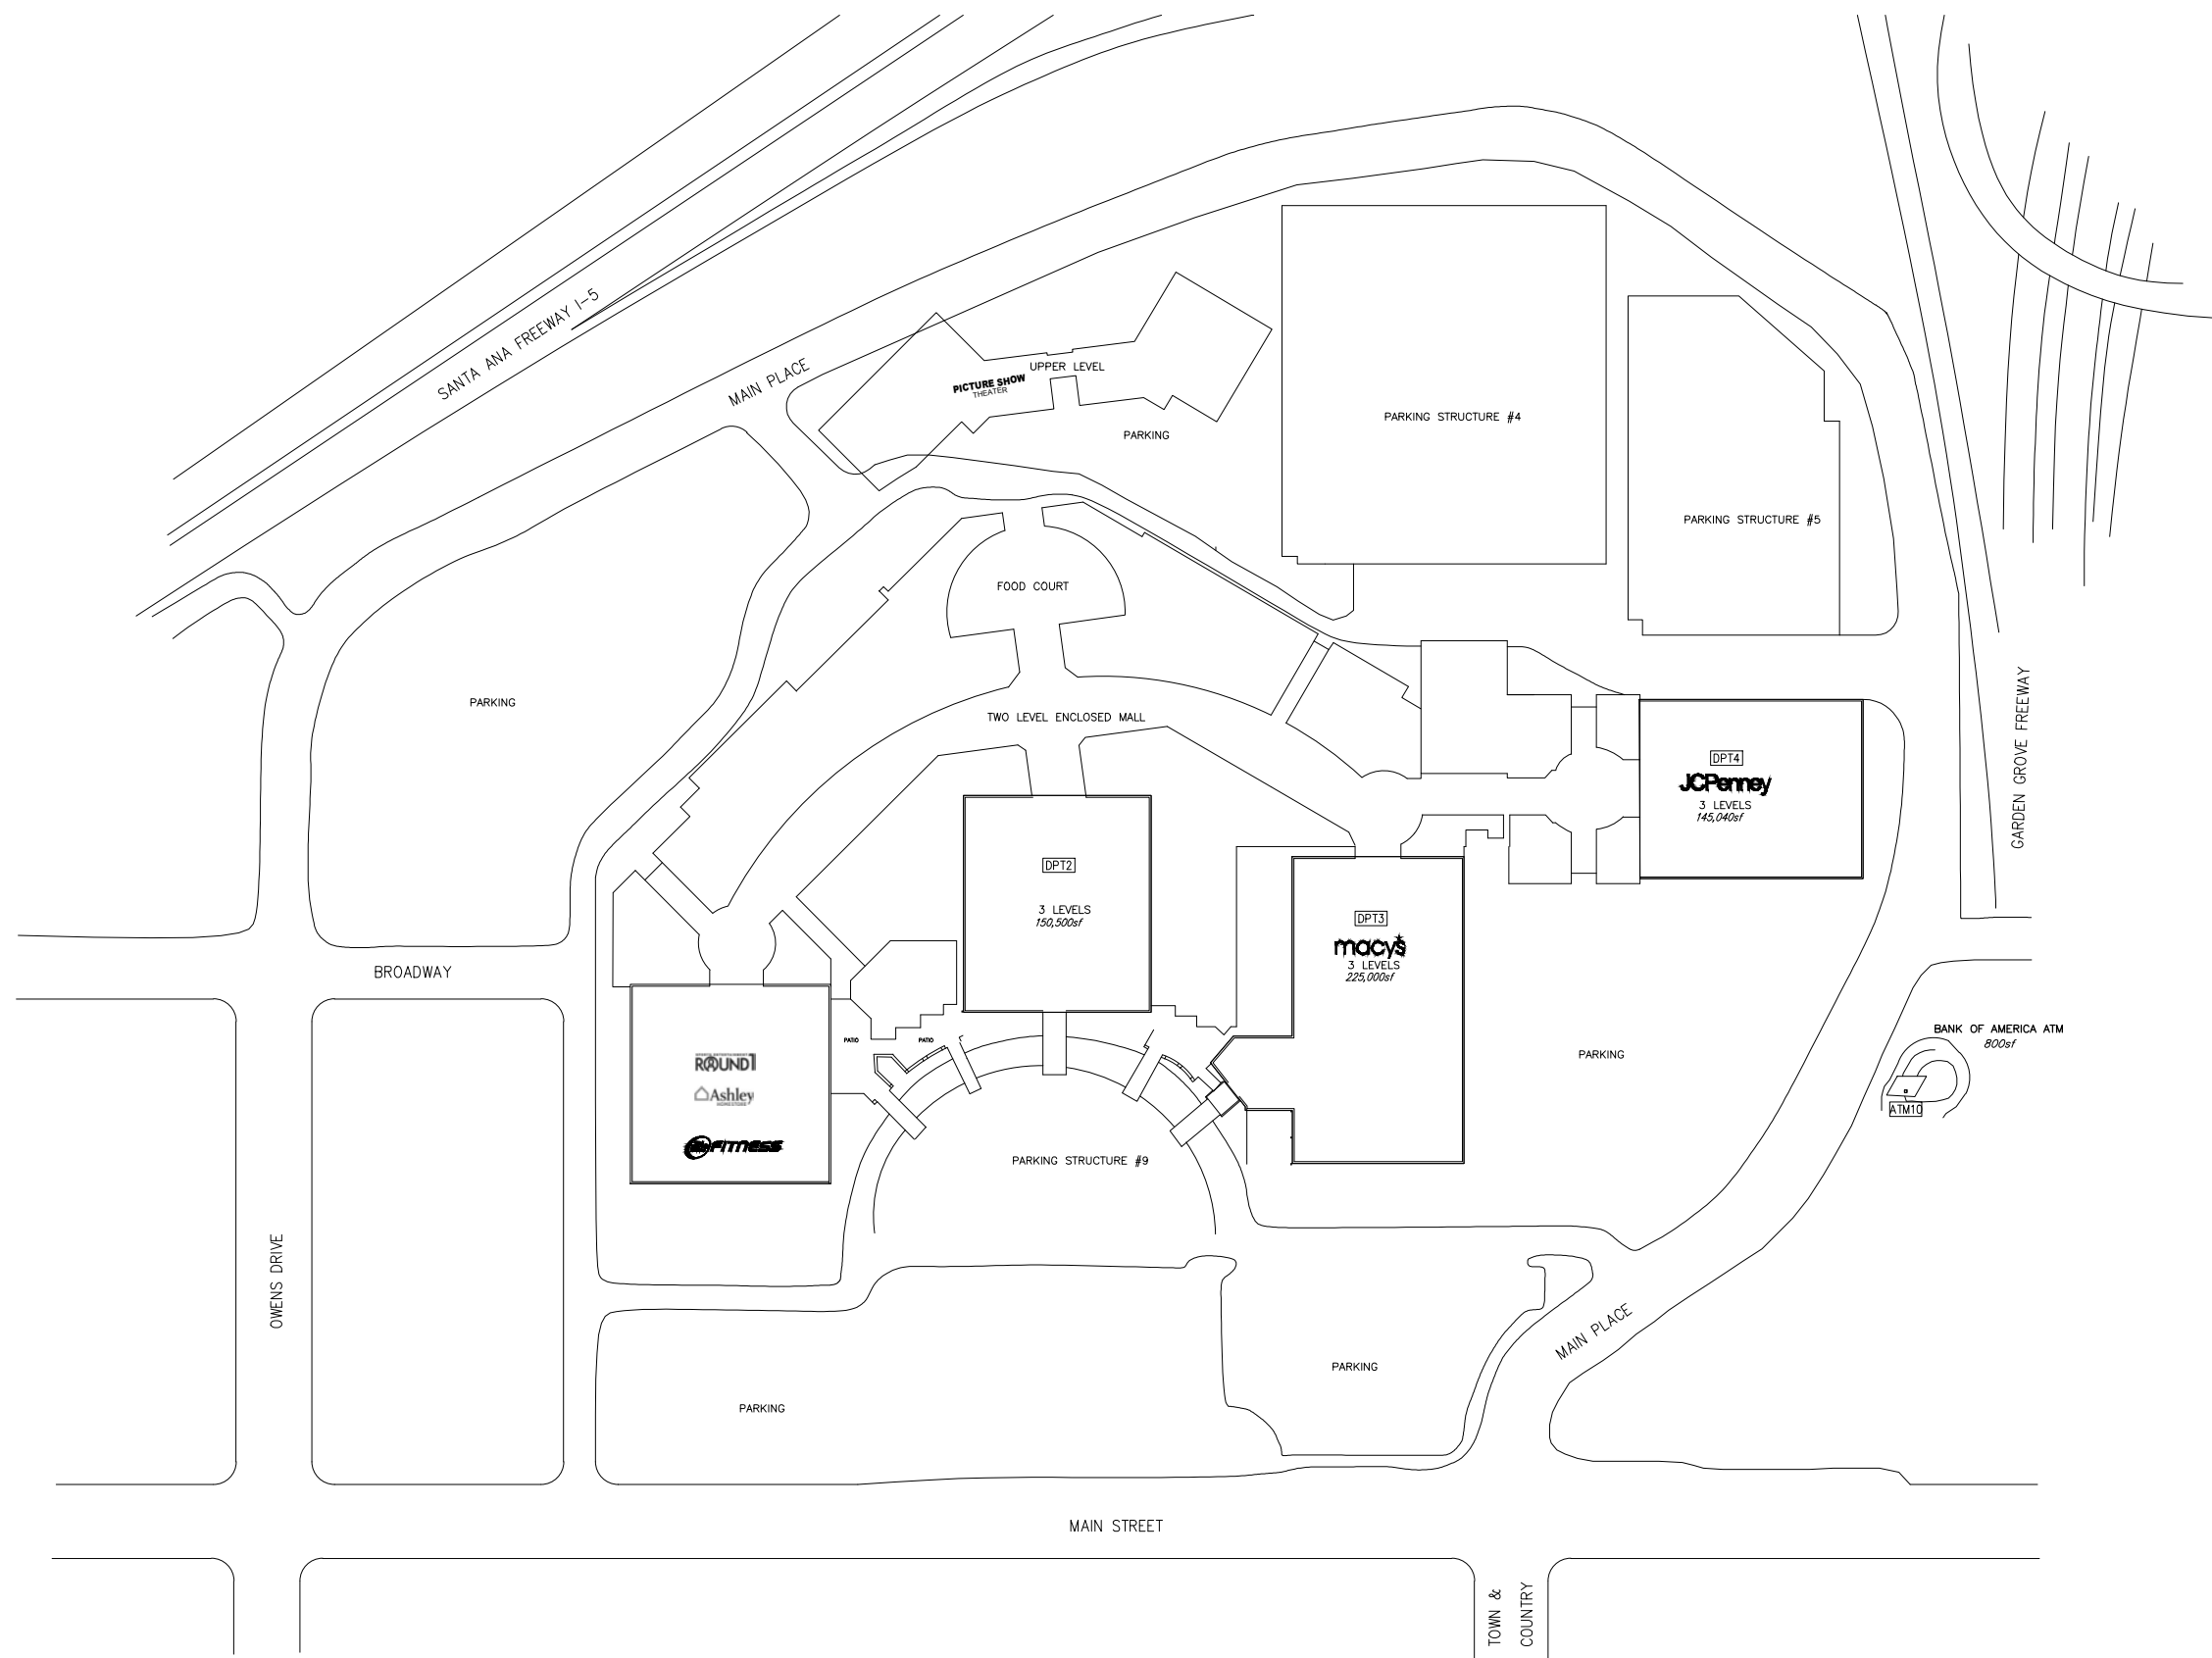 SANTA ANA FREEWAY I-5
MAIN PLACE
PICTURE SHOW
THEATER
UPPER LEVEL
PARKING
PARKING STRUCTURE #4
PARKING STRUCTURE #5
FOOD COURT
PARKING
TWO LEVEL ENCLOSED MALL
GARDEN GROVE FREEWAY
DPT4
JCPenney
3 LEVELS
145,040sf
DPT2
3 LEVELS
150,500sf
DPT3
macy's
3 LEVELS
225,000sf
BROADWAY
PATIO
PATIO
ROUND1
Ashley
HOMESTORE
FITNESS
PARKING
BANK OF AMERICA ATM
800sf
ATM10
PARKING STRUCTURE #9
OWENS DRIVE
MAIN PLACE
PARKING
PARKING
MAIN STREET
TOWN &
COUNTRY